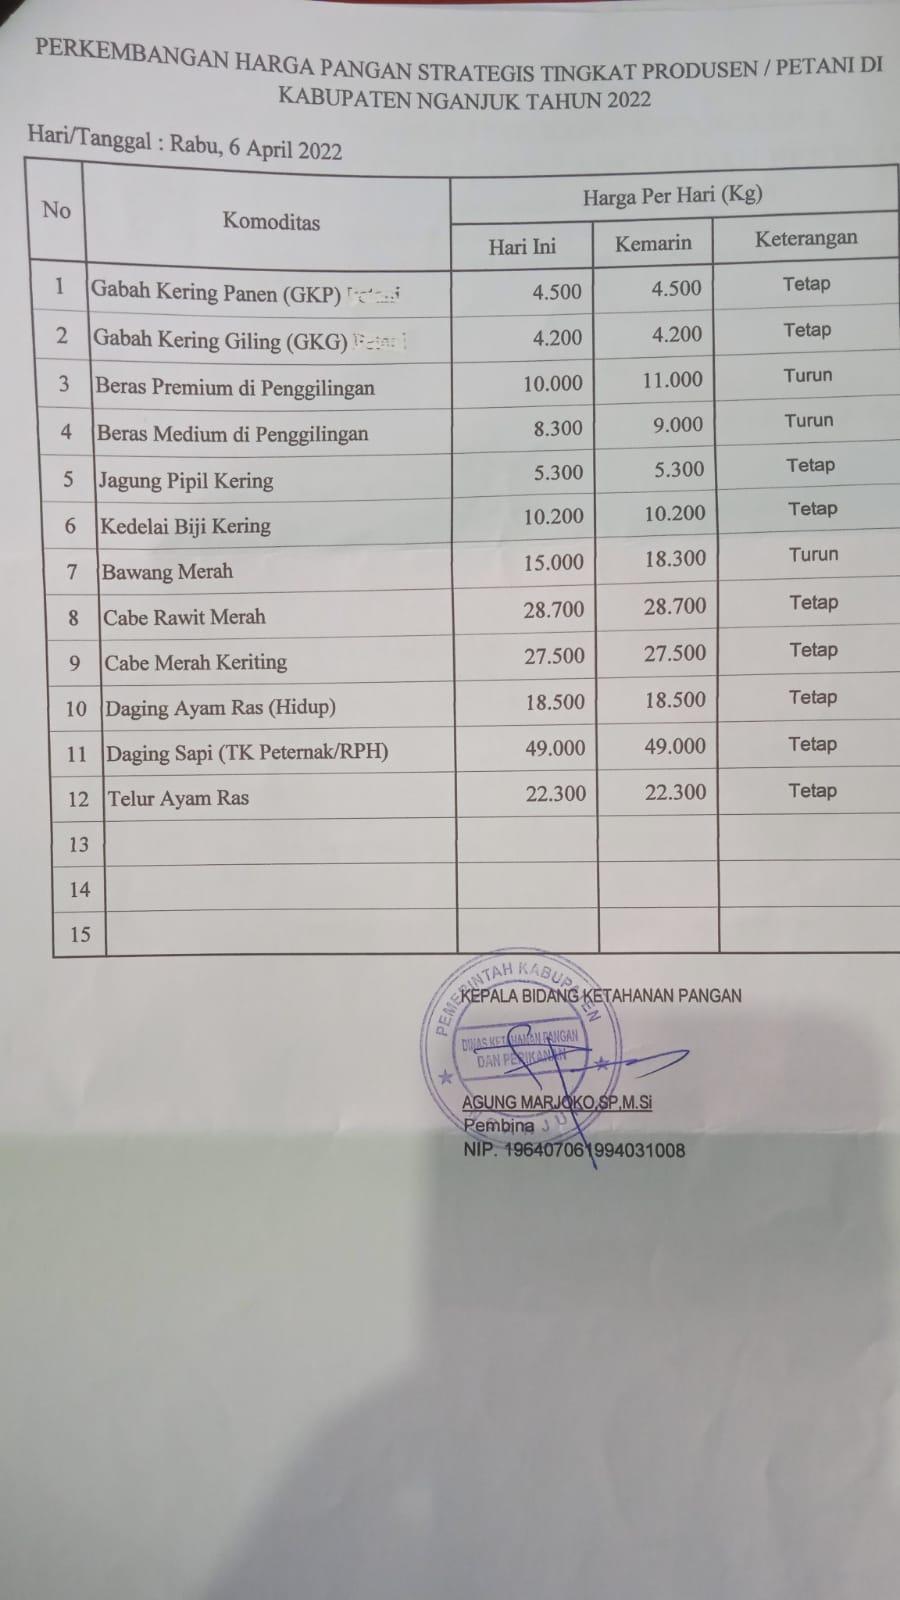 PERKEMBANGAN HARGA PANGAN STRATEGIS TINGKAT PRODUSEN / PETANI DI
KABUPATEN NGANJUK TAHUN 2022
Hari/Tanggal : Rabu, 6 April 2022
No Komoditas Harga Per Hari (Kg)
Hari Ini Kemarin Keterangan
1 Gabah Kering Panen (GKP) 4.500 4.500 Tetap
2 Gabah Kering Giling (GKG) 4.200 4.200 Tetap
3 Beras Premium di Penggilingan 10.000 11.000 Turun
4 Beras Medium di Penggilingan 8.300 9.000 Turun
5 Jagung Pipil Kering 5.300 5.300 Tetap
6 Kedelai Biji Kering 10.200 10.200 Tetap
7 Bawang Merah 15.000 18.300 Turun
8 Cabe Rawit Merah 28.700 28.700 Tetap
9 Cabe Merah Keriting 27.500 27.500 Tetap
10 Daging Ayam Ras (Hidup) 18.500 18.500 Tetap
11 Daging Sapi (TK Peternak/RPH) 49.000 49.000 Tetap
12 Telur Ayam Ras 22.300 22.300 Tetap
13
14
15
PEMERINTAH KABUPATEN
KEPALA BIDANG KETAHANAN PANGAN
DINAS KETAHANAN PANGAN
DAN PERIKANAN
AGUNG MARJOKO,SP,M.Si
Pembina
NIP. 196407061994031008